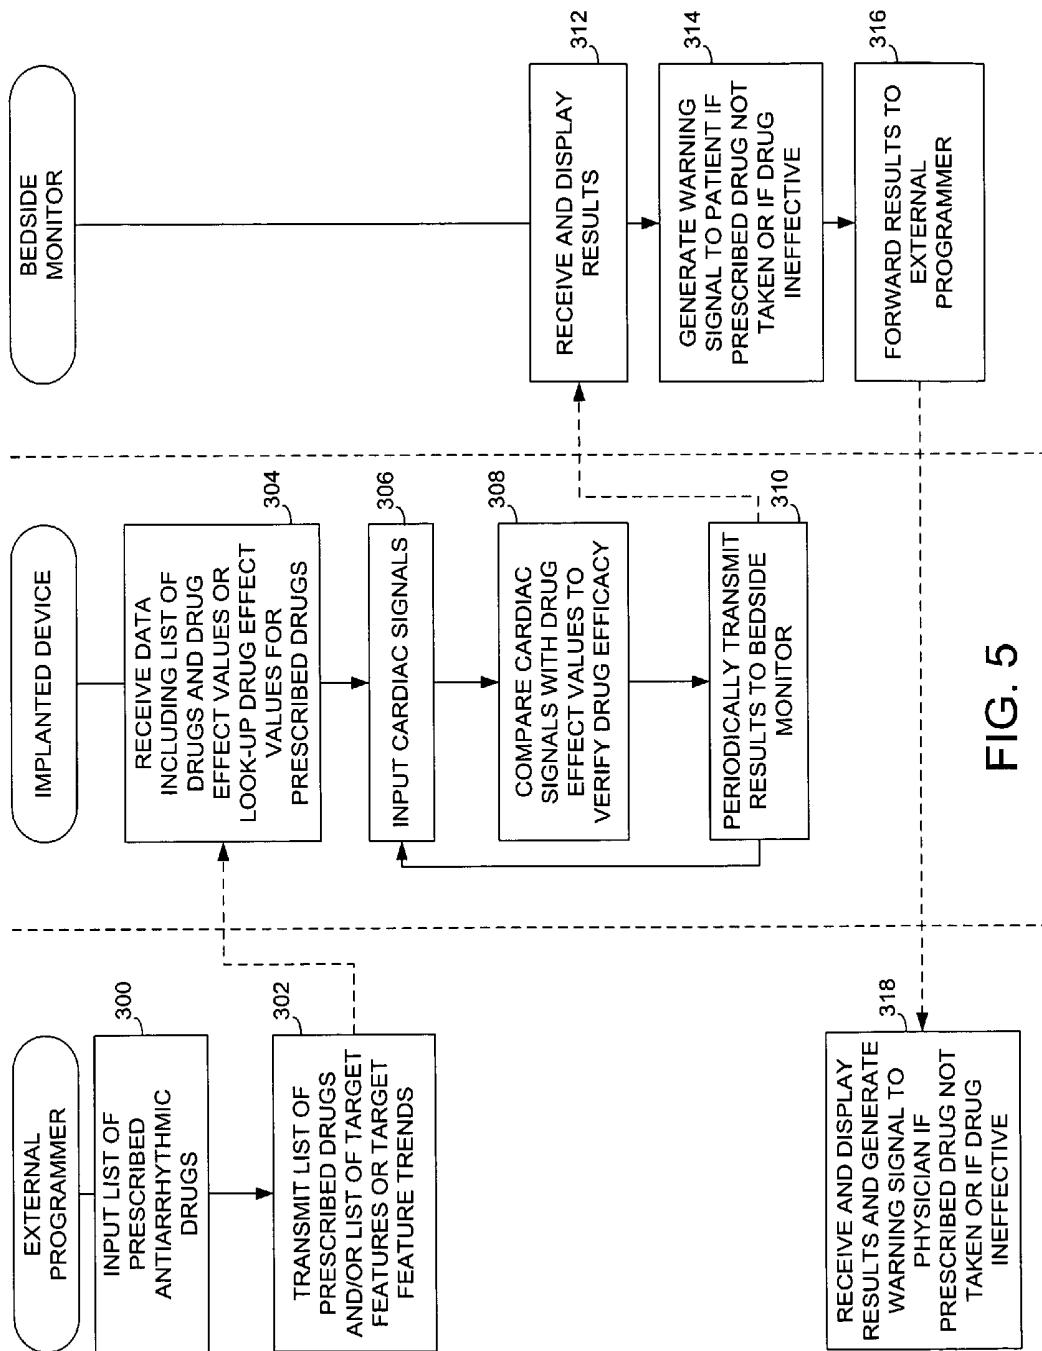 EXTERNAL
PROGRAMMER
300
INPUT LIST OF
PRESCRIBED
ANTIARRHYTHMIC
DRUGS
302
TRANSMIT LIST OF
PRESCRIBED DRUGS
AND/OR LIST OF TARGET
FEATURES OR TARGET
FEATURE TRENDS
318
RECEIVE AND DISPLAY
RESULTS AND GENERATE
WARNING SIGNAL TO
PHYSICIAN IF
PRESCRIBED DRUG NOT
TAKEN OR IF DRUG
INEFFECTIVE
IMPLANTED DEVICE
304
RECEIVE DATA
INCLUDING LIST OF
DRUGS AND DRUG
EFFECT VALUES OR
LOOK-UP DRUG EFFECT
VALUES FOR
PRESCRIBED DRUGS
306
INPUT CARDIAC SIGNALS
308
COMPARE CARDIAC
SIGNALS WITH DRUG
EFFECT VALUES TO
VERIFY DRUG EFFICACY
310
PERIODICALLY TRANSMIT
RESULTS TO BEDSIDE
MONITOR
BEDSIDE
MONITOR
312
RECEIVE AND DISPLAY
RESULTS
314
GENERATE WARNING
SIGNAL TO PATIENT IF
PRESCRIBED DRUG NOT
TAKEN OR IF DRUG
INEFFECTIVE
316
FORWARD RESULTS TO
EXTERNAL
PROGRAMMER
FIG. 5